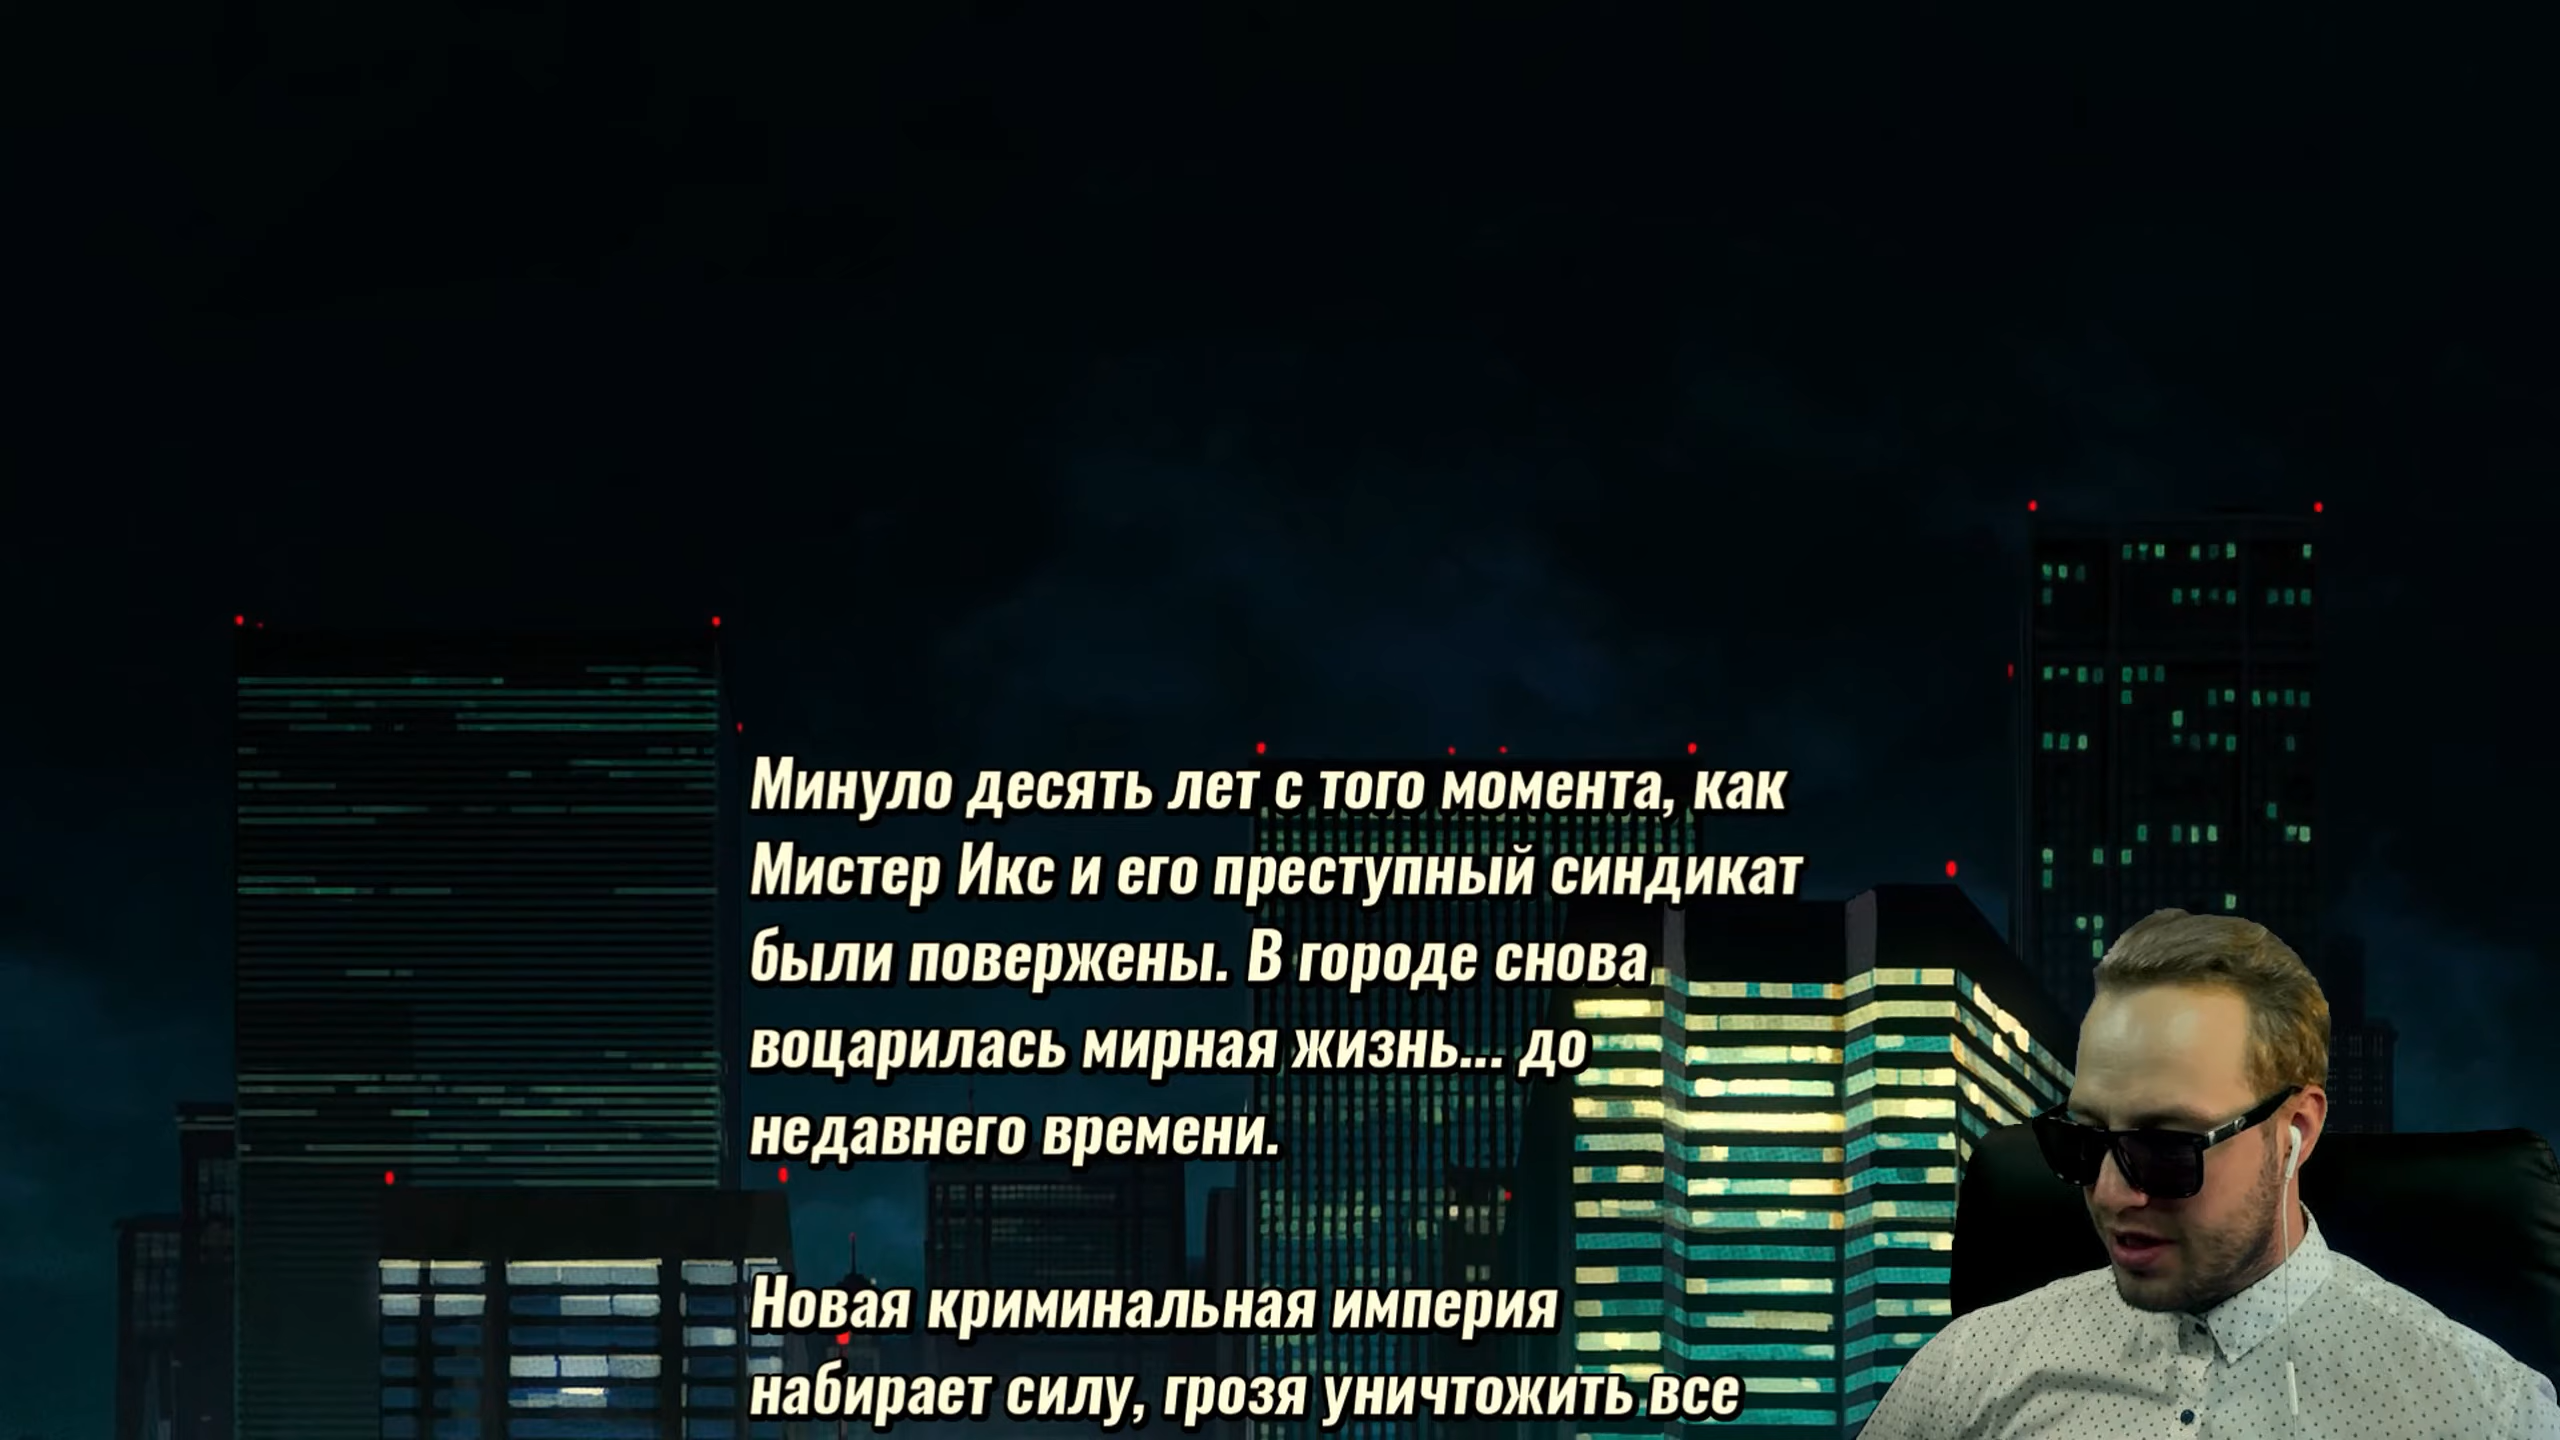 Минуло десять лет с того момента, как
Мистер Икс и его преступный синдикат
были повержены. В городе снова
воцарилась мирная жизнь... до
недавнего времени.
Новая криминальная империя
набирает силу, грозя уничтожить все